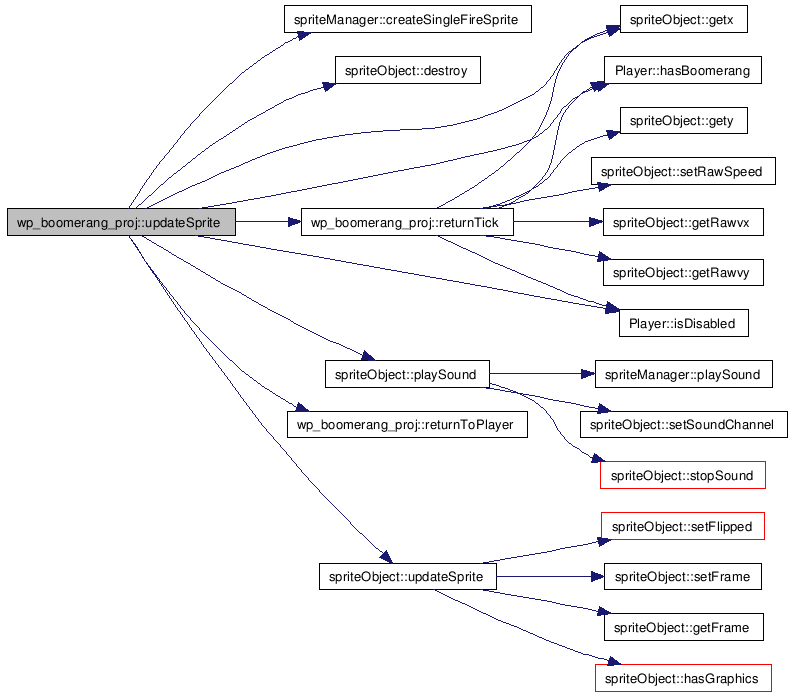 spriteManager::createSingleFireSprite
spriteObject::getx
spriteObject::destroy
Player::hasBoomerang
spriteObject::gety
spriteObject::setRawSpeed
wp_boomerang_proj::updateSprite
wp_boomerang_proj::returnTick
spriteObject::getRawvx
spriteObject::getRawvy
Player::isDisabled
spriteObject::playSound
spriteManager::playSound
wp_boomerang_proj::returnToPlayer
spriteObject::setSoundChannel
spriteObject::stopSound
spriteObject::setFlipped
spriteObject::updateSprite
spriteObject::setFrame
spriteObject::getFrame
spriteObject::hasGraphics